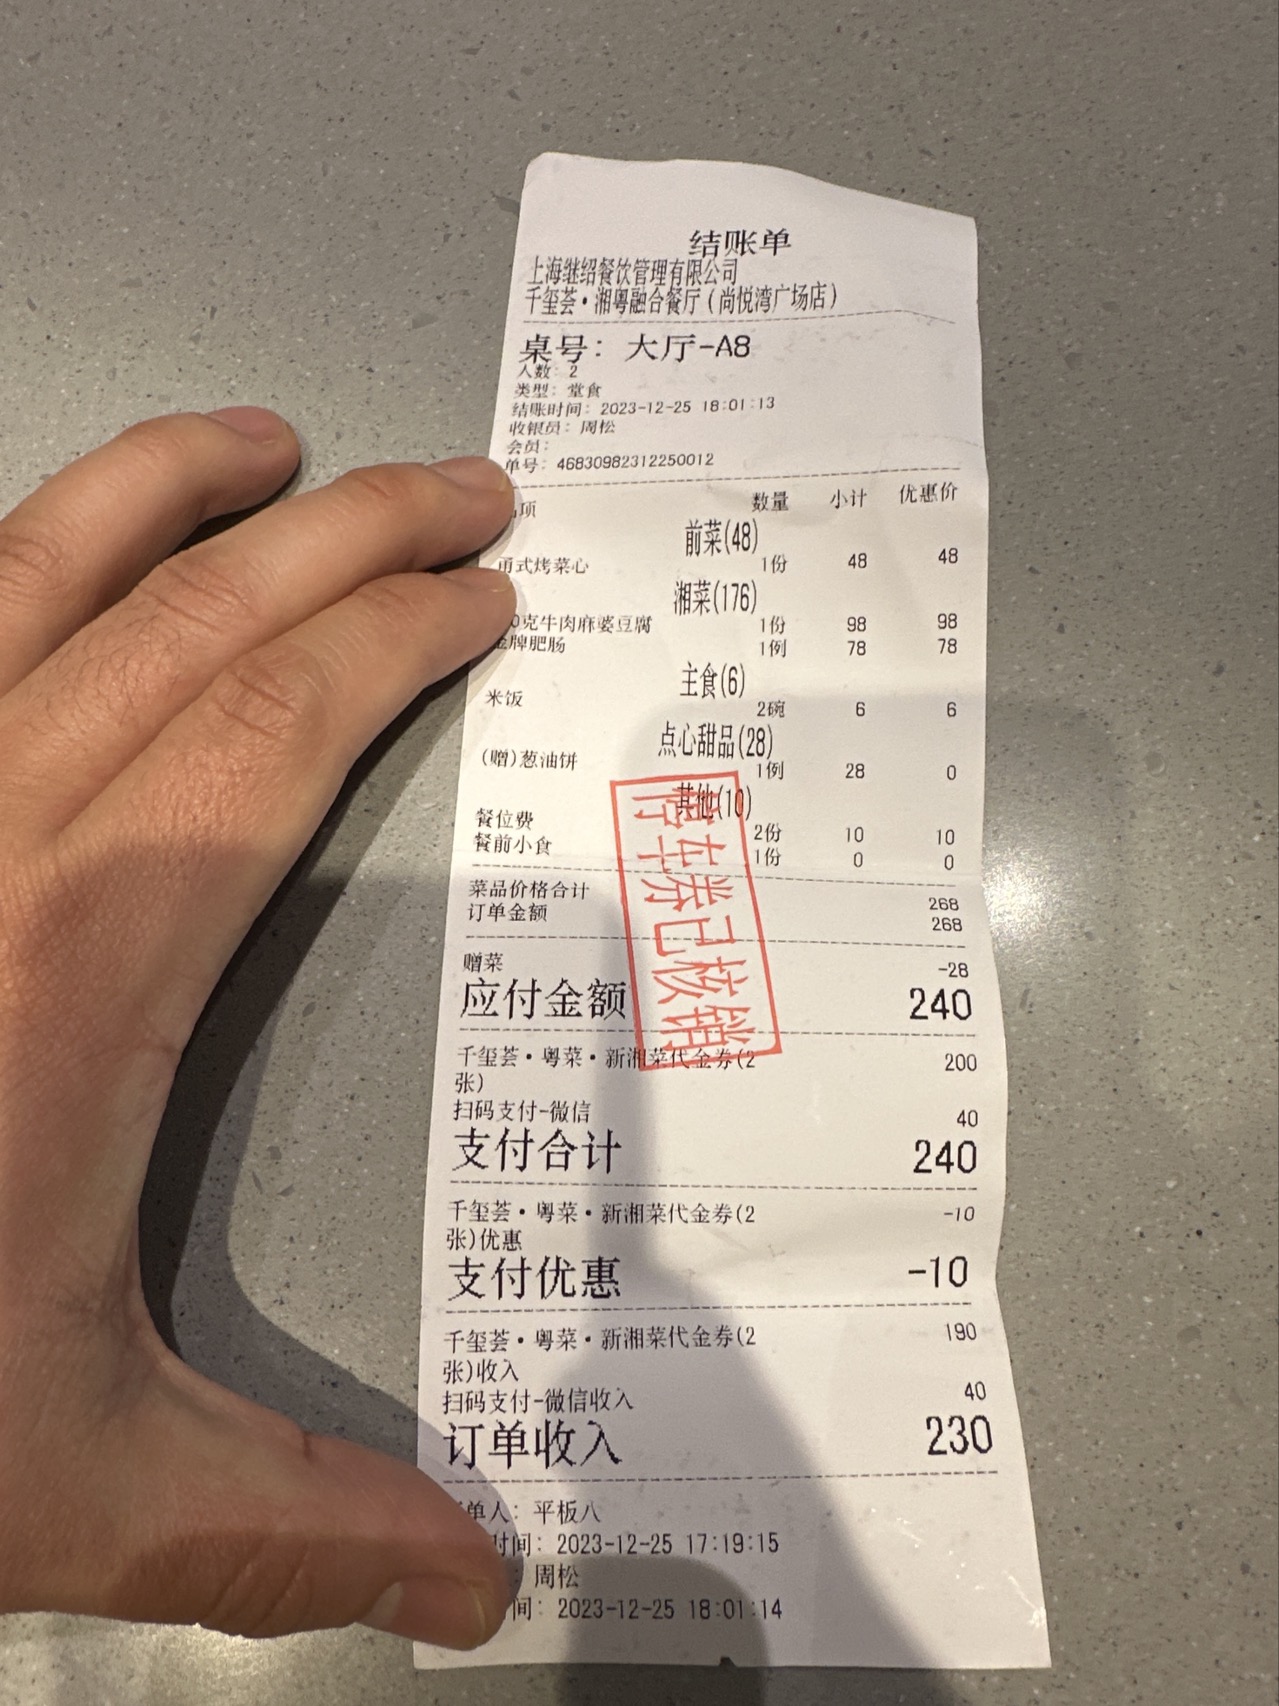 结账单
上海继绍餐饮管理有限公司
千玺荟·湘粤融合餐厅(尚悦湾广场店)
桌号: 大厅-A8
人数: 2
类型: 堂食
结账时间: 2023-12-25 18:01:13
收银员: 周松
会员:
单号: 46830982312250012
项 数量 小计 优惠价
前菜(48)
甬式烤菜心 1份 48 48
湘菜(176)
0克牛肉麻婆豆腐 1份 98 98
金牌肥肠 1例 78 78
主食(6)
米饭 2碗 6 6
点心甜品(28)
(赠)葱油饼 1例 28 0
其他(10)
餐位费 2份 10 10
餐前小食 1份 0 0
菜品价格合计 268
订单金额 268
赠菜 -28
应付金额 240
千玺荟·粤菜·新湘菜代金券(2
张) 200
扫码支付-微信 40
支付合计 240
千玺荟·粤菜·新湘菜代金券(2
张)优惠 -10
支付优惠 -10
千玺荟·粤菜·新湘菜代金券(2
张)收入 190
扫码支付-微信收入 40
订单收入 230
单人: 平板八
时间: 2023-12-25 17:19:15
: 周松
间: 2023-12-25 18:01:14
停车券已核销